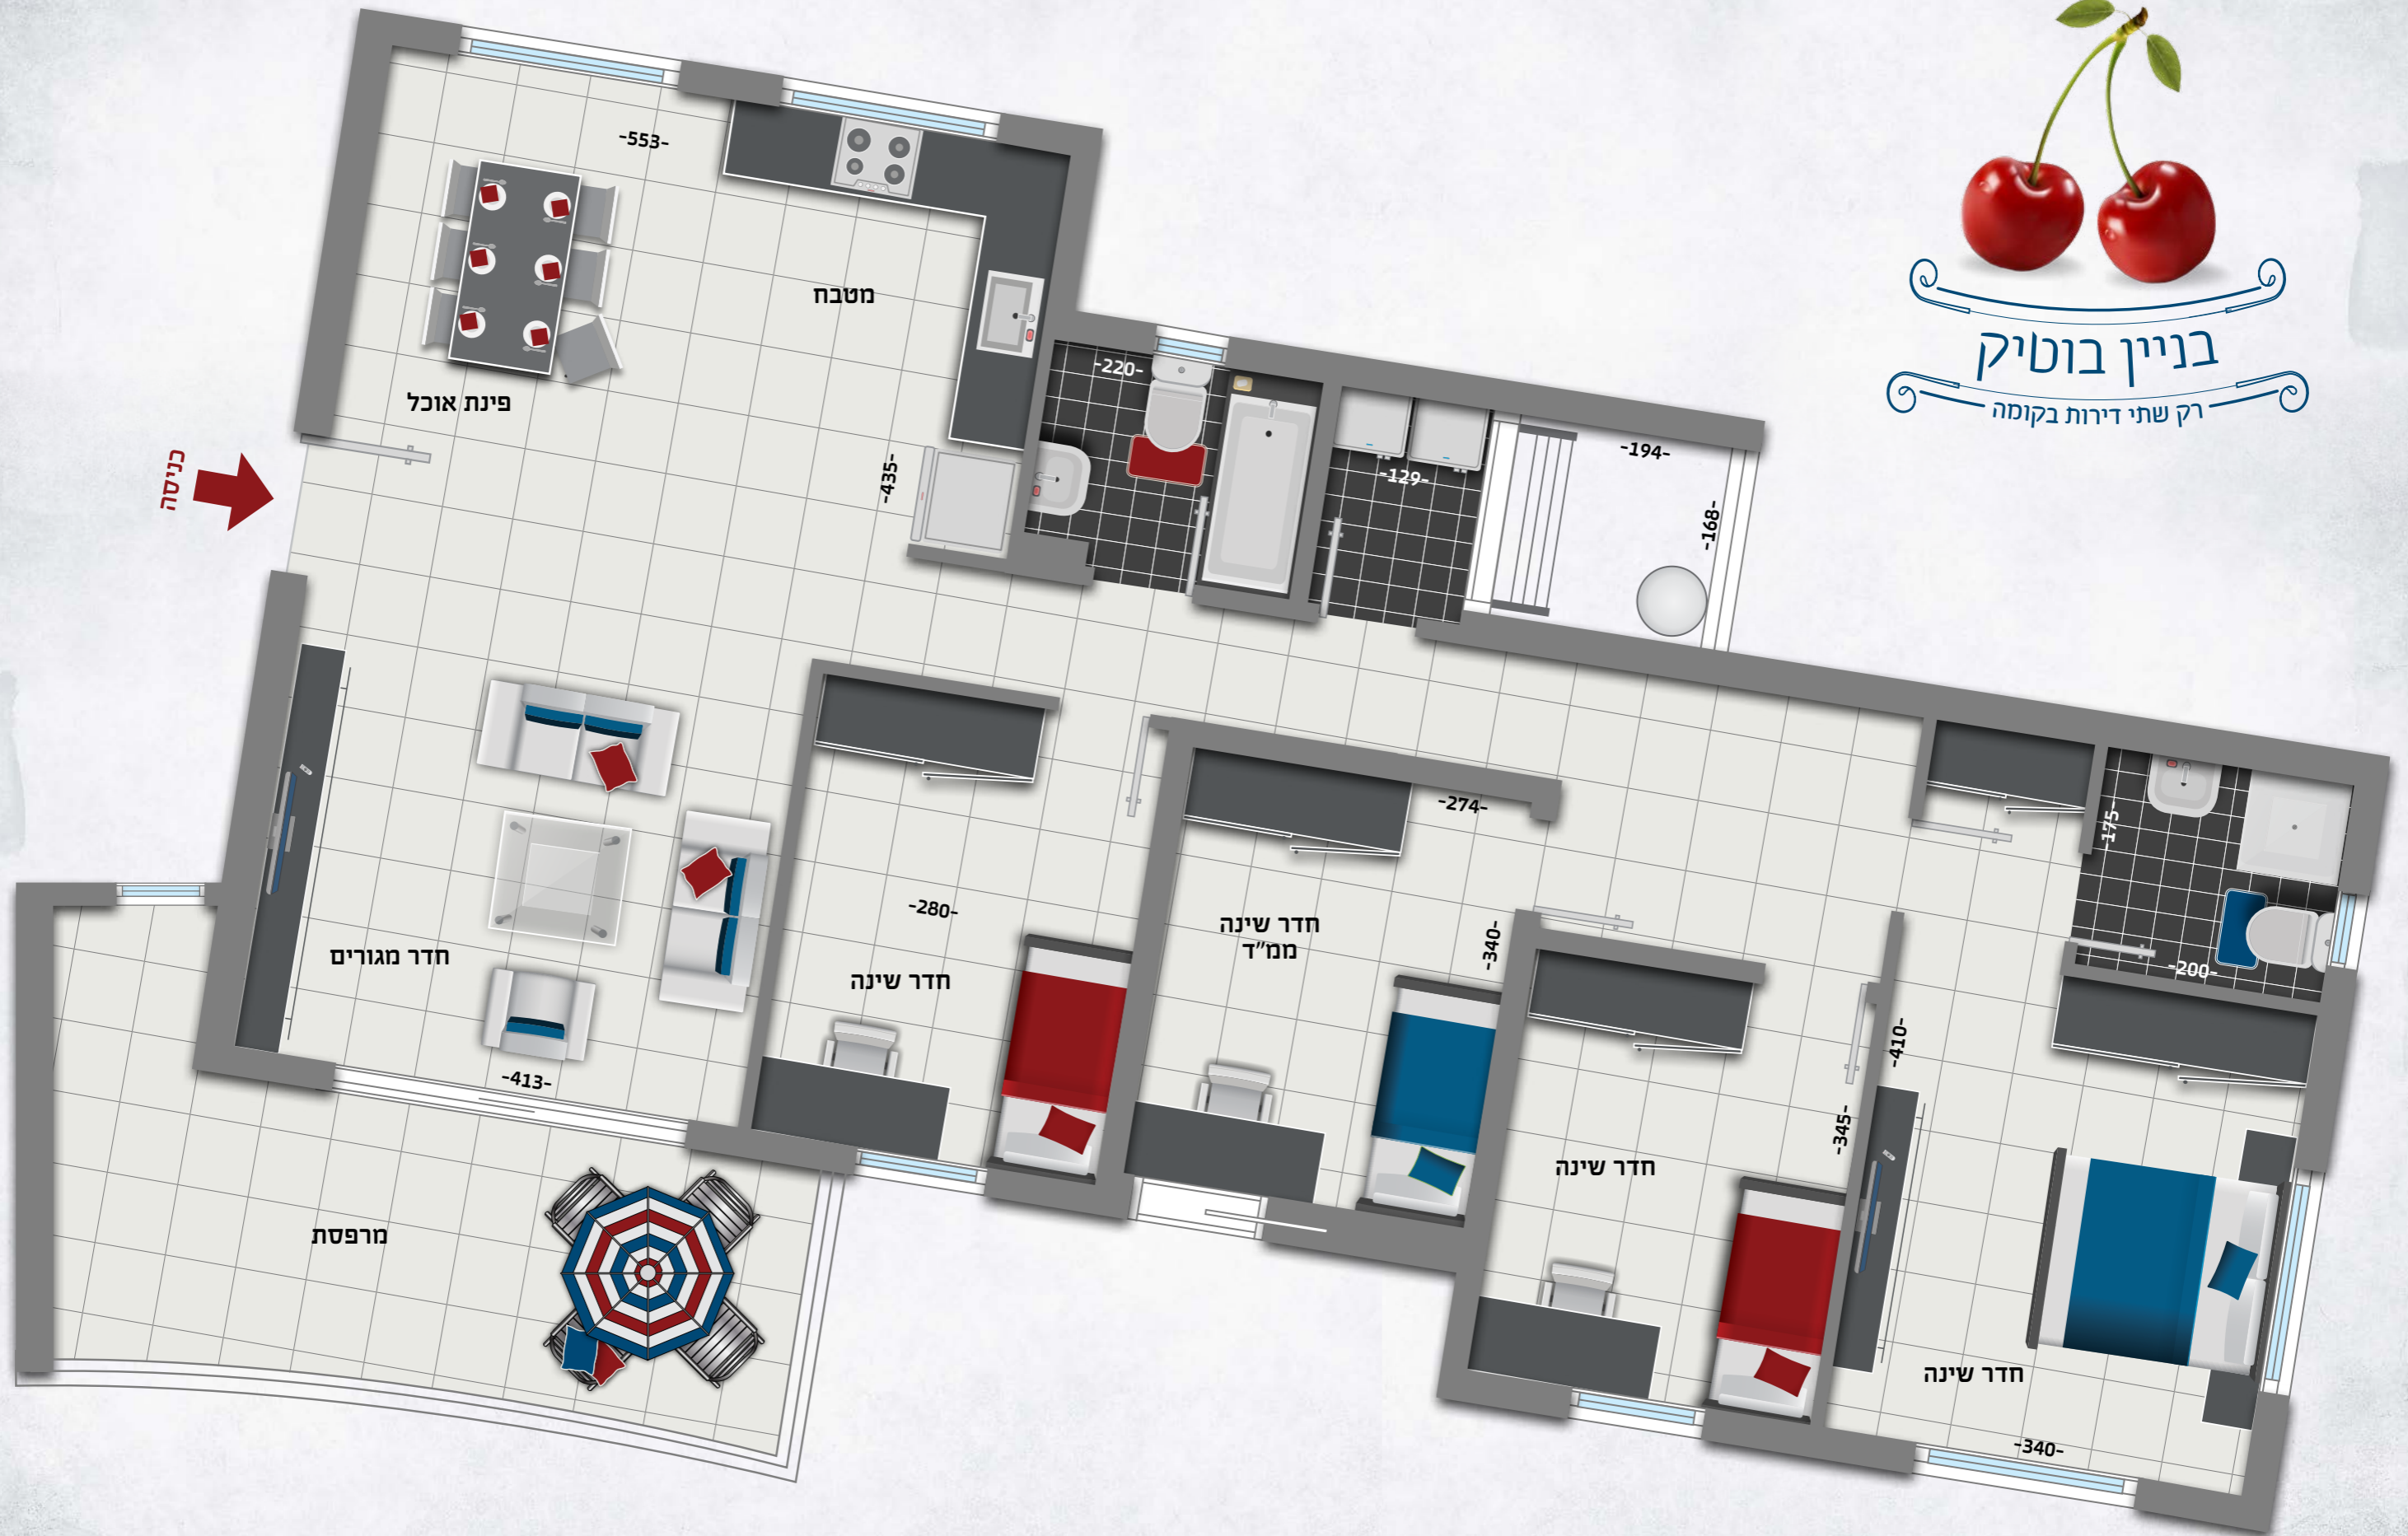 בניין בוטיק
רק שתי דירות בקומה
-553-
מטבח
פינת אוכל
כניסה
-435-
-220-
-129-
-194-
-168-
חדר מגורים
-413-
מרפסת
-280-
חדר שינה
-274-
חדר שינה
ממ״ד
-340-
חדר שינה
-345-
-410-
-175-
-200-
חדר שינה
-340-